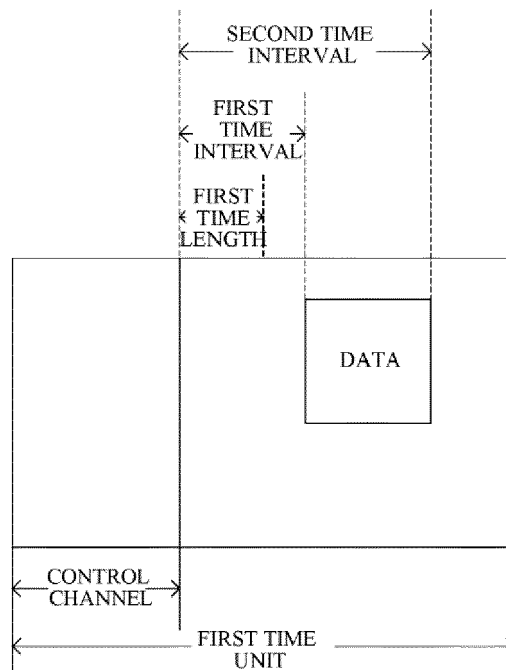 SECOND TIME
INTERVAL
FIRST
TIME
INTERVAL
FIRST
TIME
LENGTH
DATA
CONTROL
CHANNEL
FIRST TIME
UNIT